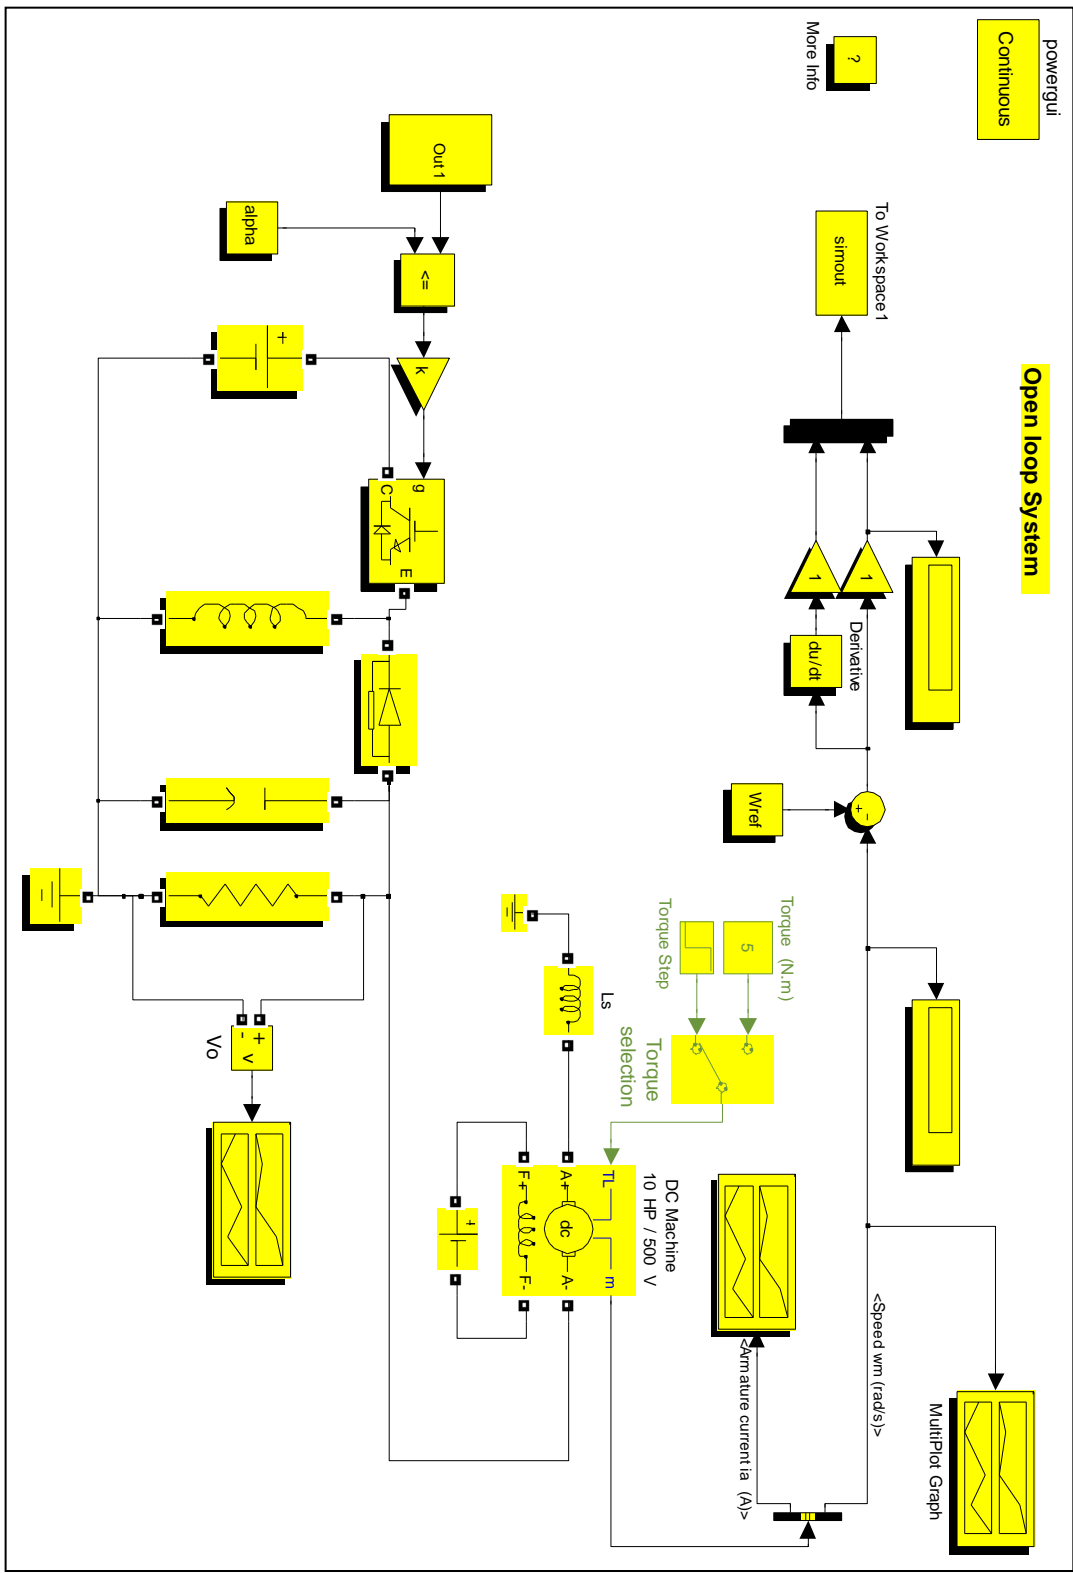 powergui
Continuous
?
More Info
Open loop System
To Workspace1
simout
1
1
Derivative
du/dt
Wref
+
-
<Speed wm (rad/s)>
MultiPlot Graph
<Armature current ia (A)>
Torque (N.m)
5
Torque Step
Torque selection
Ls
DC Machine
10 HP / 500 V
TL
m
A+
dc
A-
F+
F-
+
Out1
alpha
<=
k
g
C
E
+
+
-
v
Vo